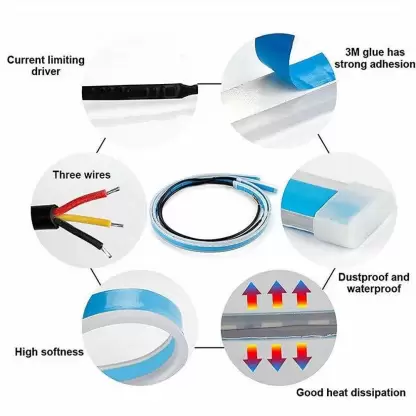 Current limiting
driver
3M glue has
strong adhesion
Three wires
Dustproof and
waterproof
High softness
Good heat dissipation